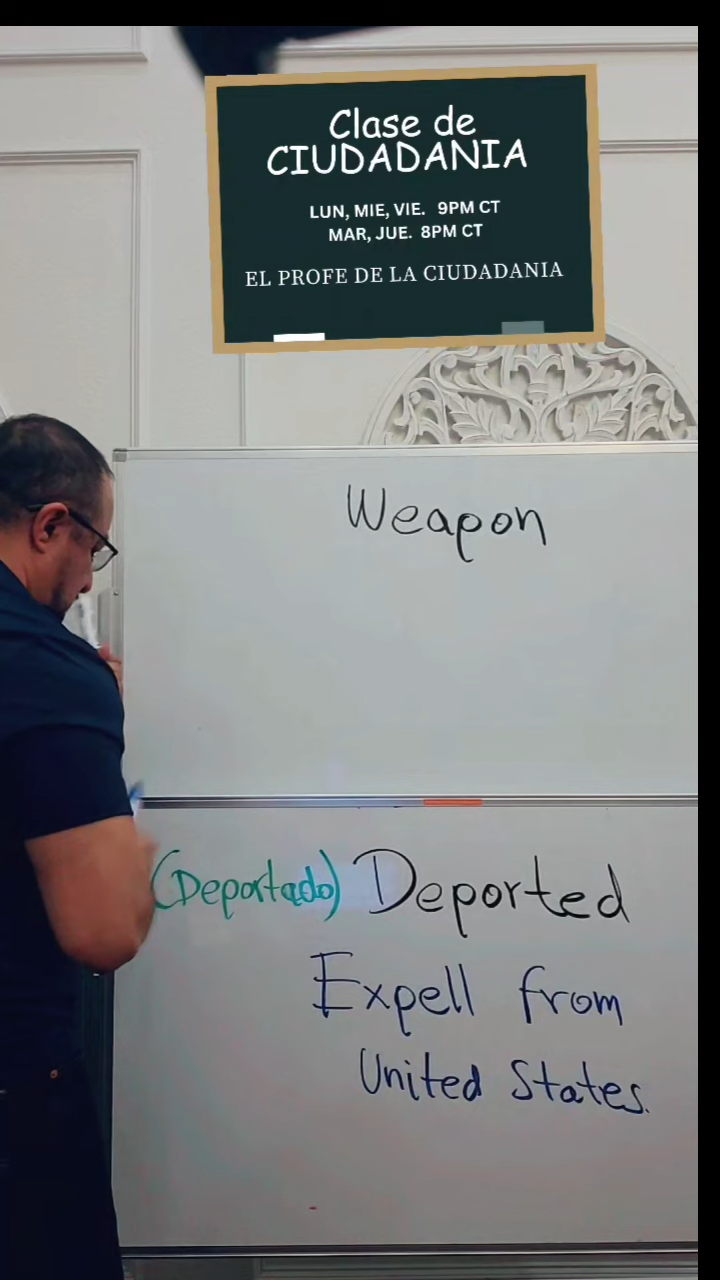 Clase de
CIUDADANIA
LUN, MIE, VIE. 9PM CT
MAR, JUE. 8PM CT
EL PROFE DE LA CIUDADANIA
Weapon
(Deportado) Deported
Expell from
United States.